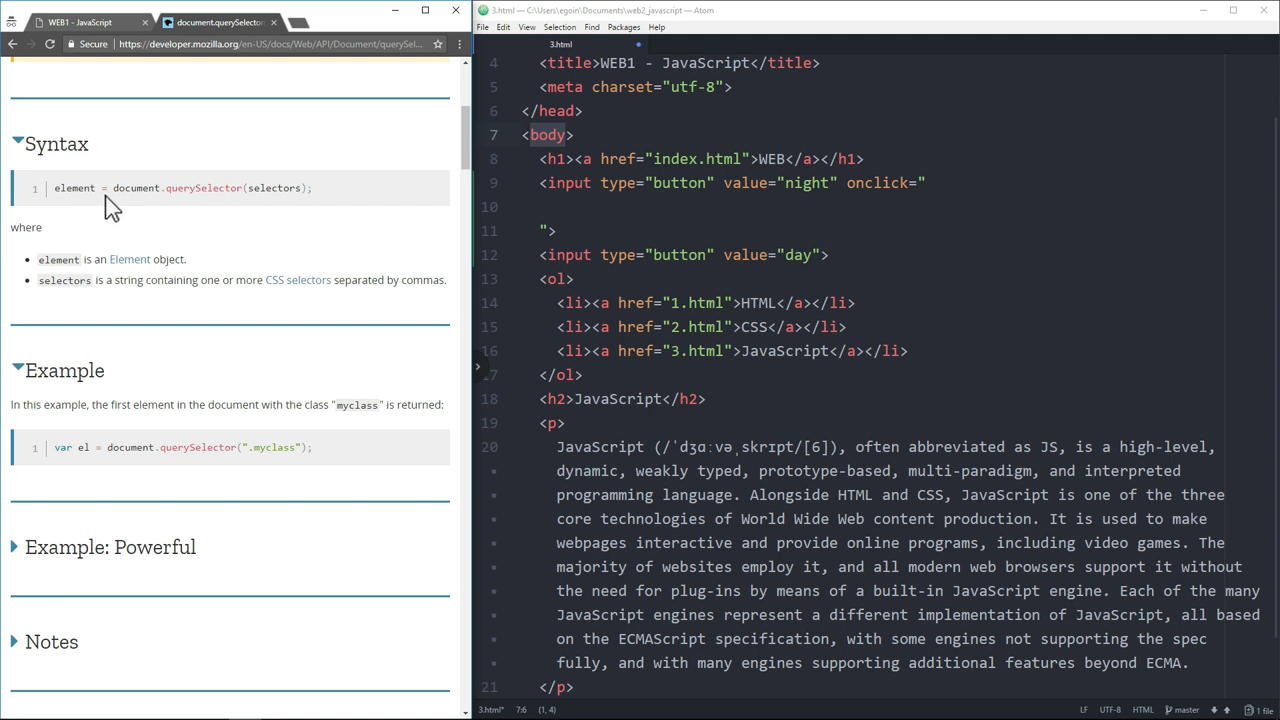 WEB1 - JavaScript
document.querySelector
Secure
https://developer.mozilla.org/en-US/docs/Web/API/Document/querySel...
Syntax
1 element = document.querySelector(selectors);
where
element is an Element object.
selectors is a string containing one or more CSS selectors separated by commas.
Example
In this example, the first element in the document with the class "myclass" is returned:
1 var el = document.querySelector(".myclass");
Example: Powerful
Notes
3.html — C:\Users\egoin\Documents\web2_javascript — Atom
File Edit View Selection Find Packages Help
3.html
4 <title>WEB1 - JavaScript</title>
5 <meta charset="utf-8">
6 </head>
7 <body>
8 <h1><a href="index.html">WEB</a></h1>
9 <input type="button" value="night" onclick="
10
11 ">
12 <input type="button" value="day">
13 <ol>
14 <li><a href="1.html">HTML</a></li>
15 <li><a href="2.html">CSS</a></li>
16 <li><a href="3.html">JavaScript</a></li>
17 </ol>
18 <h2>JavaScript</h2>
19 <p>
20 JavaScript (/ˈdʒɑːvəˌskrɪpt/[6]), often abbreviated as JS, is a high-level,
dynamic, weakly typed, prototype-based, multi-paradigm, and interpreted
programming language. Alongside HTML and CSS, JavaScript is one of the three
core technologies of World Wide Web content production. It is used to make
webpages interactive and provide online programs, including video games. The
majority of websites employ it, and all modern web browsers support it without
the need for plug-ins by means of a built-in JavaScript engine. Each of the many
JavaScript engines represent a different implementation of JavaScript, all based
on the ECMAScript specification, with some engines not supporting the spec
fully, and with many engines supporting additional features beyond ECMA.
21 </p>
3.html* 7:6 (1, 4) LF UTF-8 HTML master 1 file